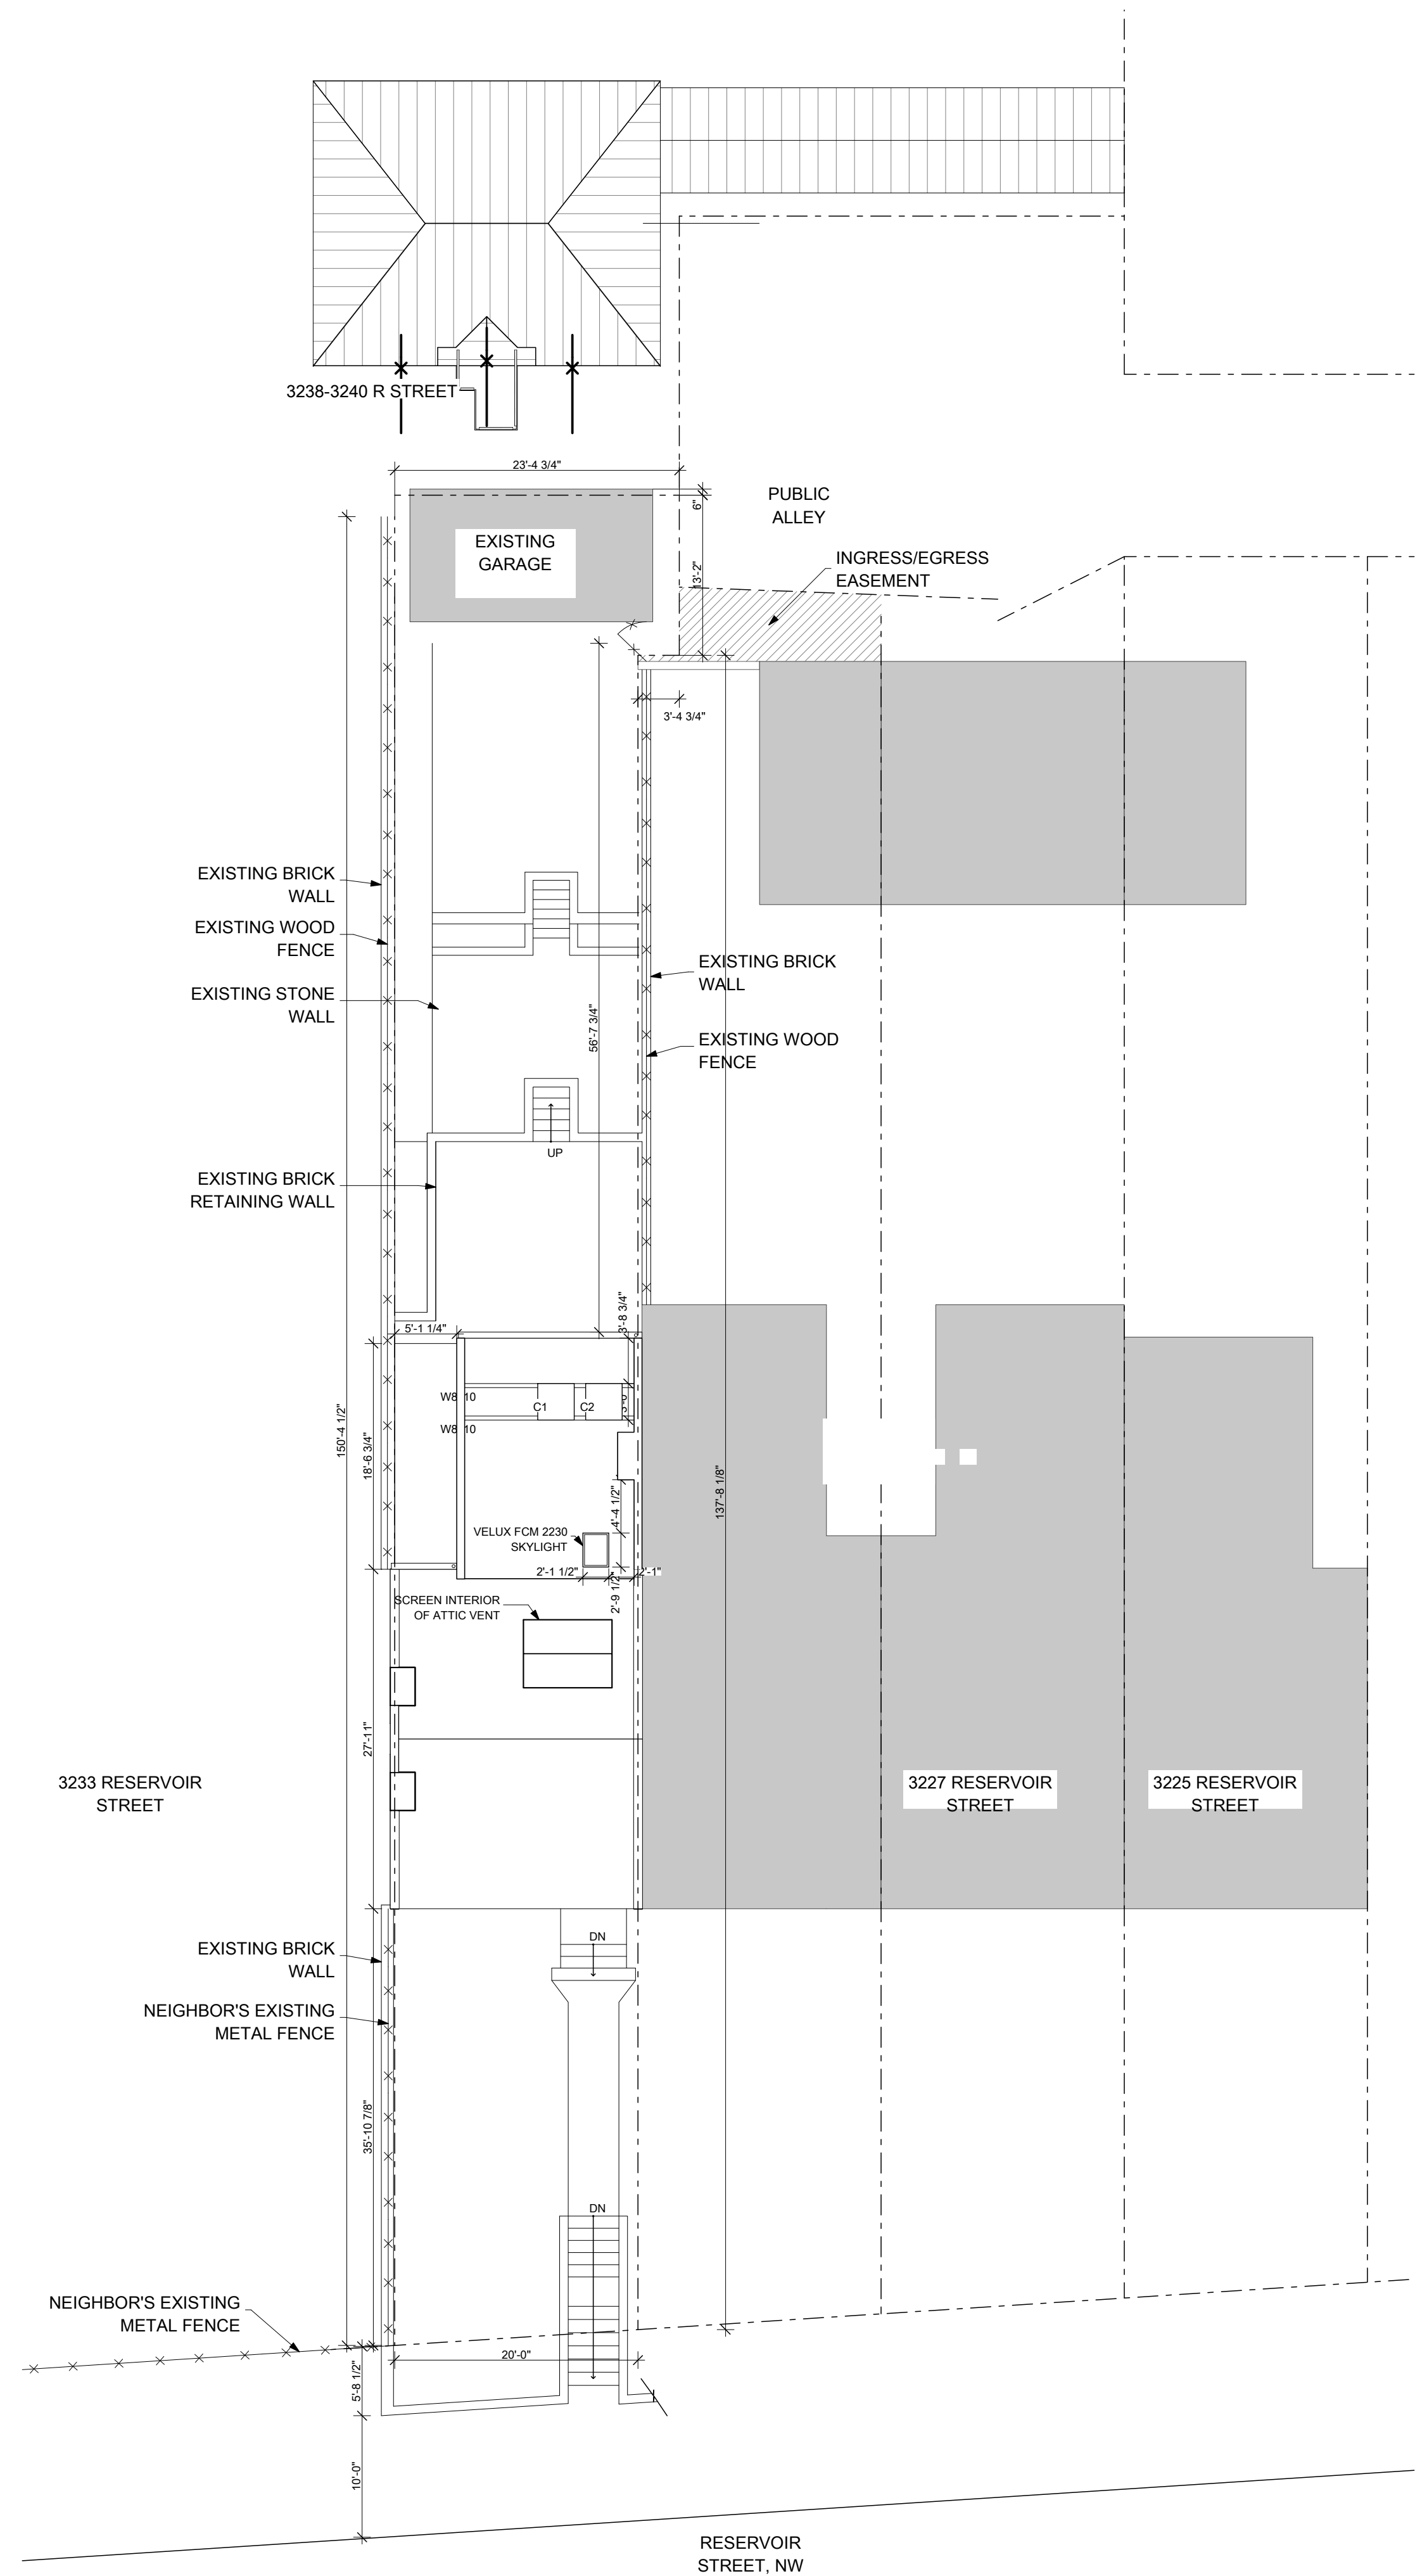 3238-3240 R STREET
23'-4 3/4"
6"
PUBLIC
ALLEY
EXISTING
GARAGE
INGRESS/EGRESS
EASEMENT
13'-2"
3'-4 3/4"
EXISTING BRICK
WALL
EXISTING WOOD
FENCE
EXISTING STONE
WALL
EXISTING BRICK
WALL
56'-7 3/4"
EXISTING WOOD
FENCE
UP
EXISTING BRICK
RETAINING WALL
5'-1 1/4"
3'-8 3/4"
W8 10
C1
C2
W8 10
150'-4 1/2"
18'-6 3/4"
137'-8 1/8"
4'-4 1/2"
VELUX FCM 2230
SKYLIGHT
2'-1 1/2"
2'-1"
2'-9 1/2"
SCREEN INTERIOR
OF ATTIC VENT
27'-11"
3233 RESERVOIR
STREET
3227 RESERVOIR
STREET
3225 RESERVOIR
STREET
DN
EXISTING BRICK
WALL
NEIGHBOR'S EXISTING
METAL FENCE
35'-10 7/8"
DN
NEIGHBOR'S EXISTING
METAL FENCE
20'-0"
5'-8 1/2"
10'-0"
RESERVOIR
STREET, NW